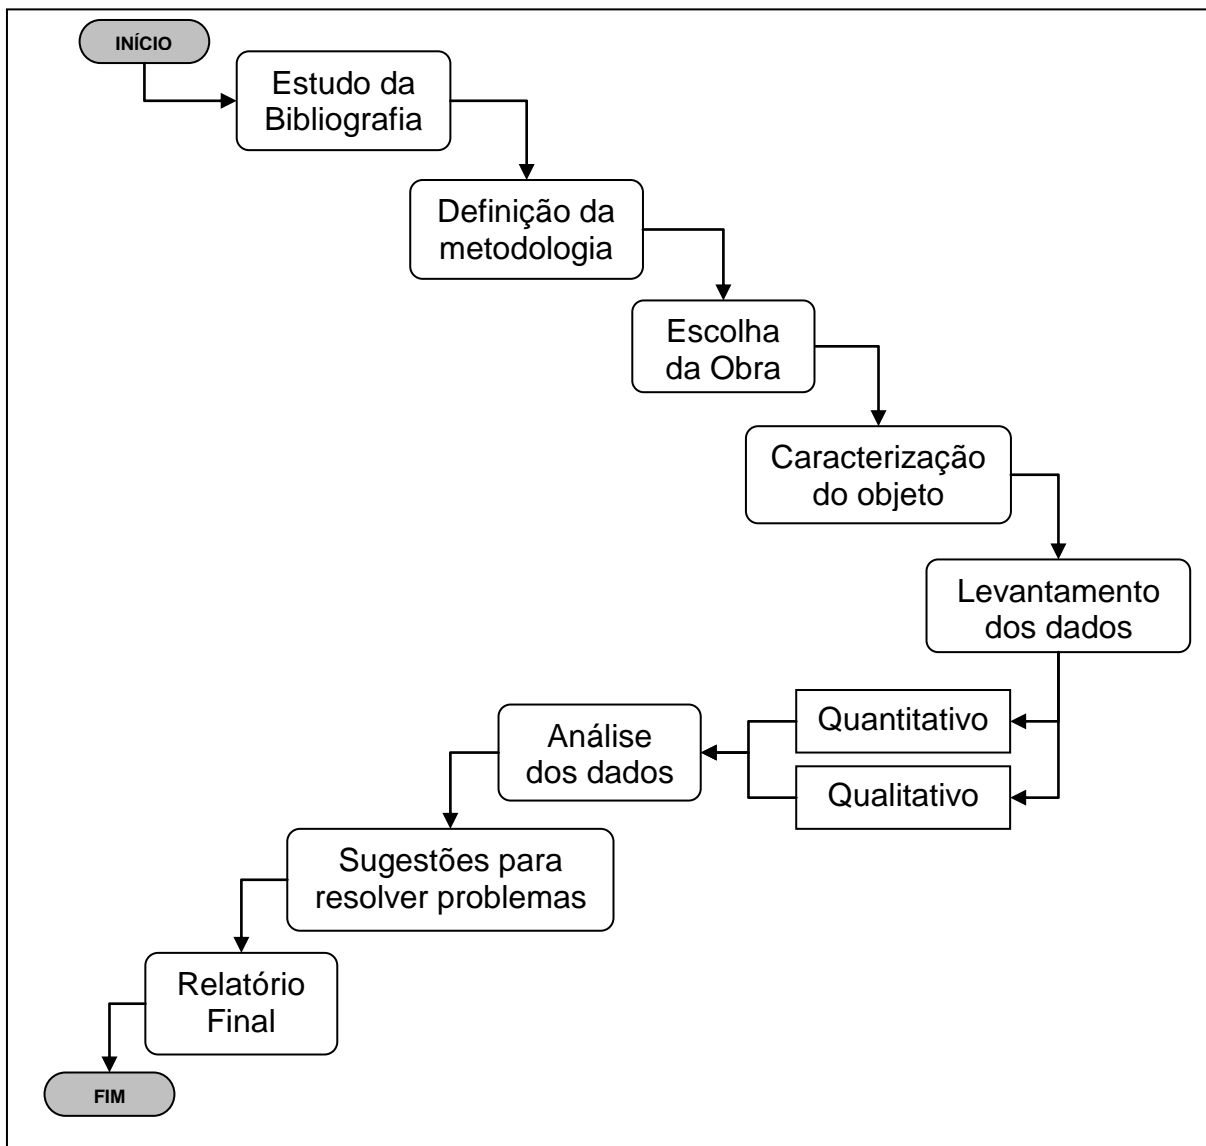 INÍCIO
Estudo da
Bibliografia
Definição da
metodologia
Escolha
da Obra
Caracterização
do objeto
Levantamento
dos dados
Quantitativo
Qualitativo
Análise
dos dados
Sugestões para
resolver problemas
Relatório
Final
FIM